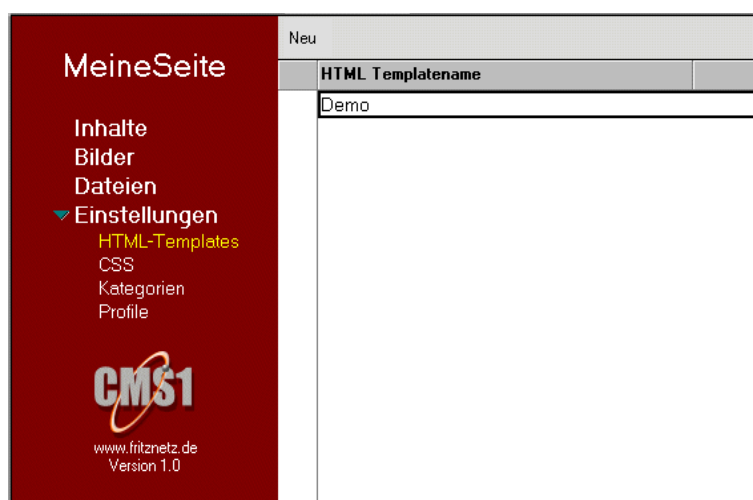 MeineSeite
Inhalte
Bilder
Dateien
Einstellungen
HTML-Templates
CSS
Kategorien
Profile
CMS1
www.fritznetz.de
Version 1.0
Neu
HTML Templatename
Demo